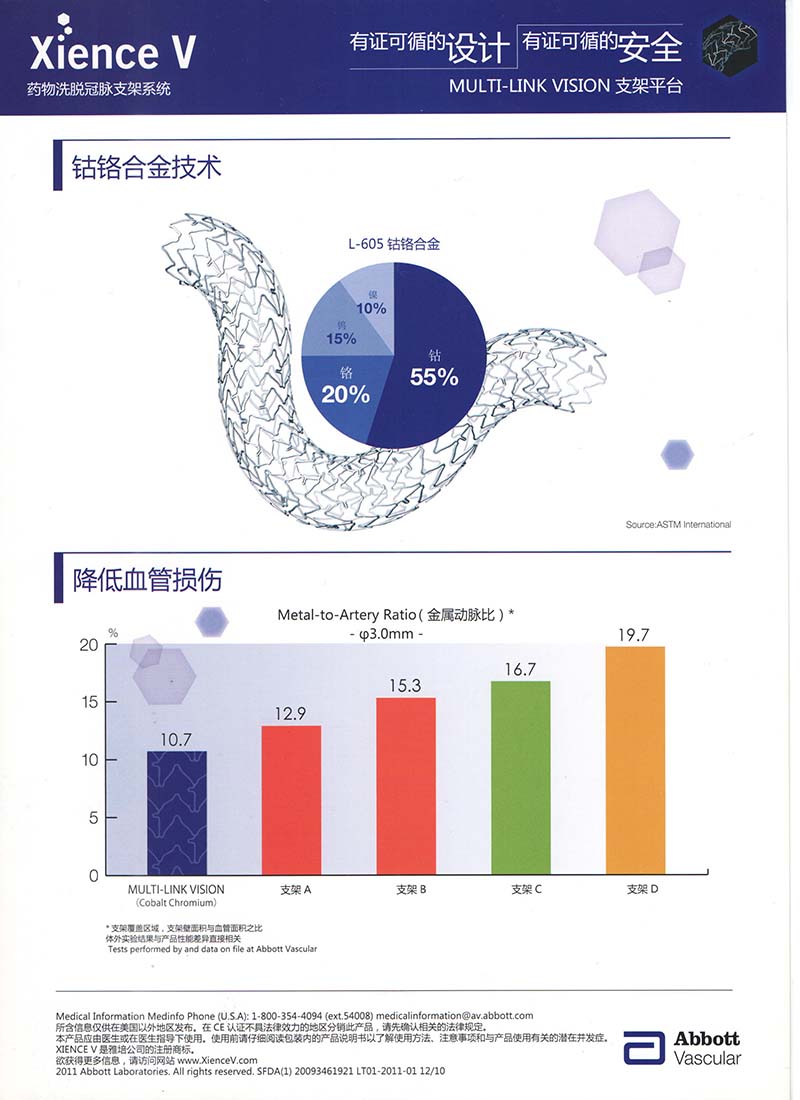 Xience V
药物洗脱冠脉支架系统
有证可循的设计 有证可循的安全
MULTI-LINK VISION 支架平台
钴铬合金技术
L-605 钴铬合金
镍
10%
钨
15%
铬
20%
钴
55%
Source:ASTM International
降低血管损伤
Metal-to-Artery Ratio ( 金属动脉比 ) *
- φ3.0mm -
%
20
15
10
5
0
10.7
12.9
15.3
16.7
19.7
MULTI-LINK VISION
(Cobalt Chromium)
支架 A
支架 B
支架 C
支架 D
* 支架覆盖区域，支架壁面积与血管面积之比
体外实验结果与产品性能差异直接相关
Tests performed by and data on file at Abbott Vascular
Medical Information Medinfo Phone (U.S.A): 1-800-354-4094 (ext.54008) medicalinformation@av.abbott.com
所含信息仅供在美国以外地区发布。在 CE 认证不具法律效力的地区分销此产品，请先确认相关的法律规定。
本产品应由医生或在医生指导下使用。使用前请仔细阅读包装内的产品说明书以了解使用方法、注意事项和与产品使用有关的潜在并发症。
XIENCE V 是雅培公司的注册商标。
欲获得更多信息，请访问网站 www.XienceV.com
2011 Abbott Laboratories. All rights reserved. SFDA(1) 20093461921 LT01-2011-01 12/10
Abbott
Vascular